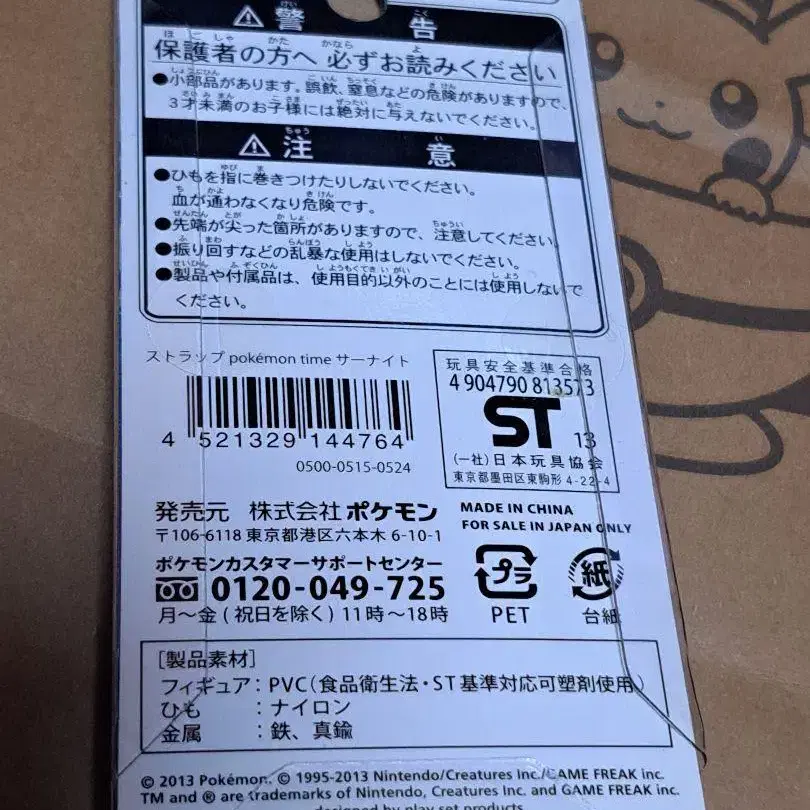 ⚠警告
保護者の方へ 必ずお読みください
●小部品があります。誤飲、窒息などの危険がありますので、
3才未満のお子様には絶対に与えないでください。
⚠注意
●ひもを指に巻きつけたりしないでください。
血が通わなくなり危険です。
●先端が尖った箇所がありますので、注意してください。
●振り回すなどの乱暴な使用はしないでください。
●製品や付属品は、使用目的以外のことには使用しないで
ください。
ストラップ pokémon time サーナイト
4 521329 144764
0500-0515-0524
玩具安全基準合格
4 904790 813573
ST 13
(一社)日本玩具協会
東京都墨田区東駒形 4-22-4
発売元 株式会社 ポケモン
〒106-6118 東京都港区六本木 6-10-1
MADE IN CHINA
FOR SALE IN JAPAN ONLY
ポケモンカスタマーサポートセンター
0120-049-725
月〜金 ( 祝日を除く ) 11時〜18時
プラ
PET
紙
台紙
[製品素材]
フィギュア : PVC(食品衛生法・ST基準対応可塑剤使用)
ひも : ナイロン
金属 : 鉄、真鍮
© 2013 Pokémon. © 1995-2013 Nintendo/Creatures Inc./GAME FREAK inc.
TM and ® are trademarks of Nintendo, Creatures Inc. and GAME FREAK inc.
designed by play set products